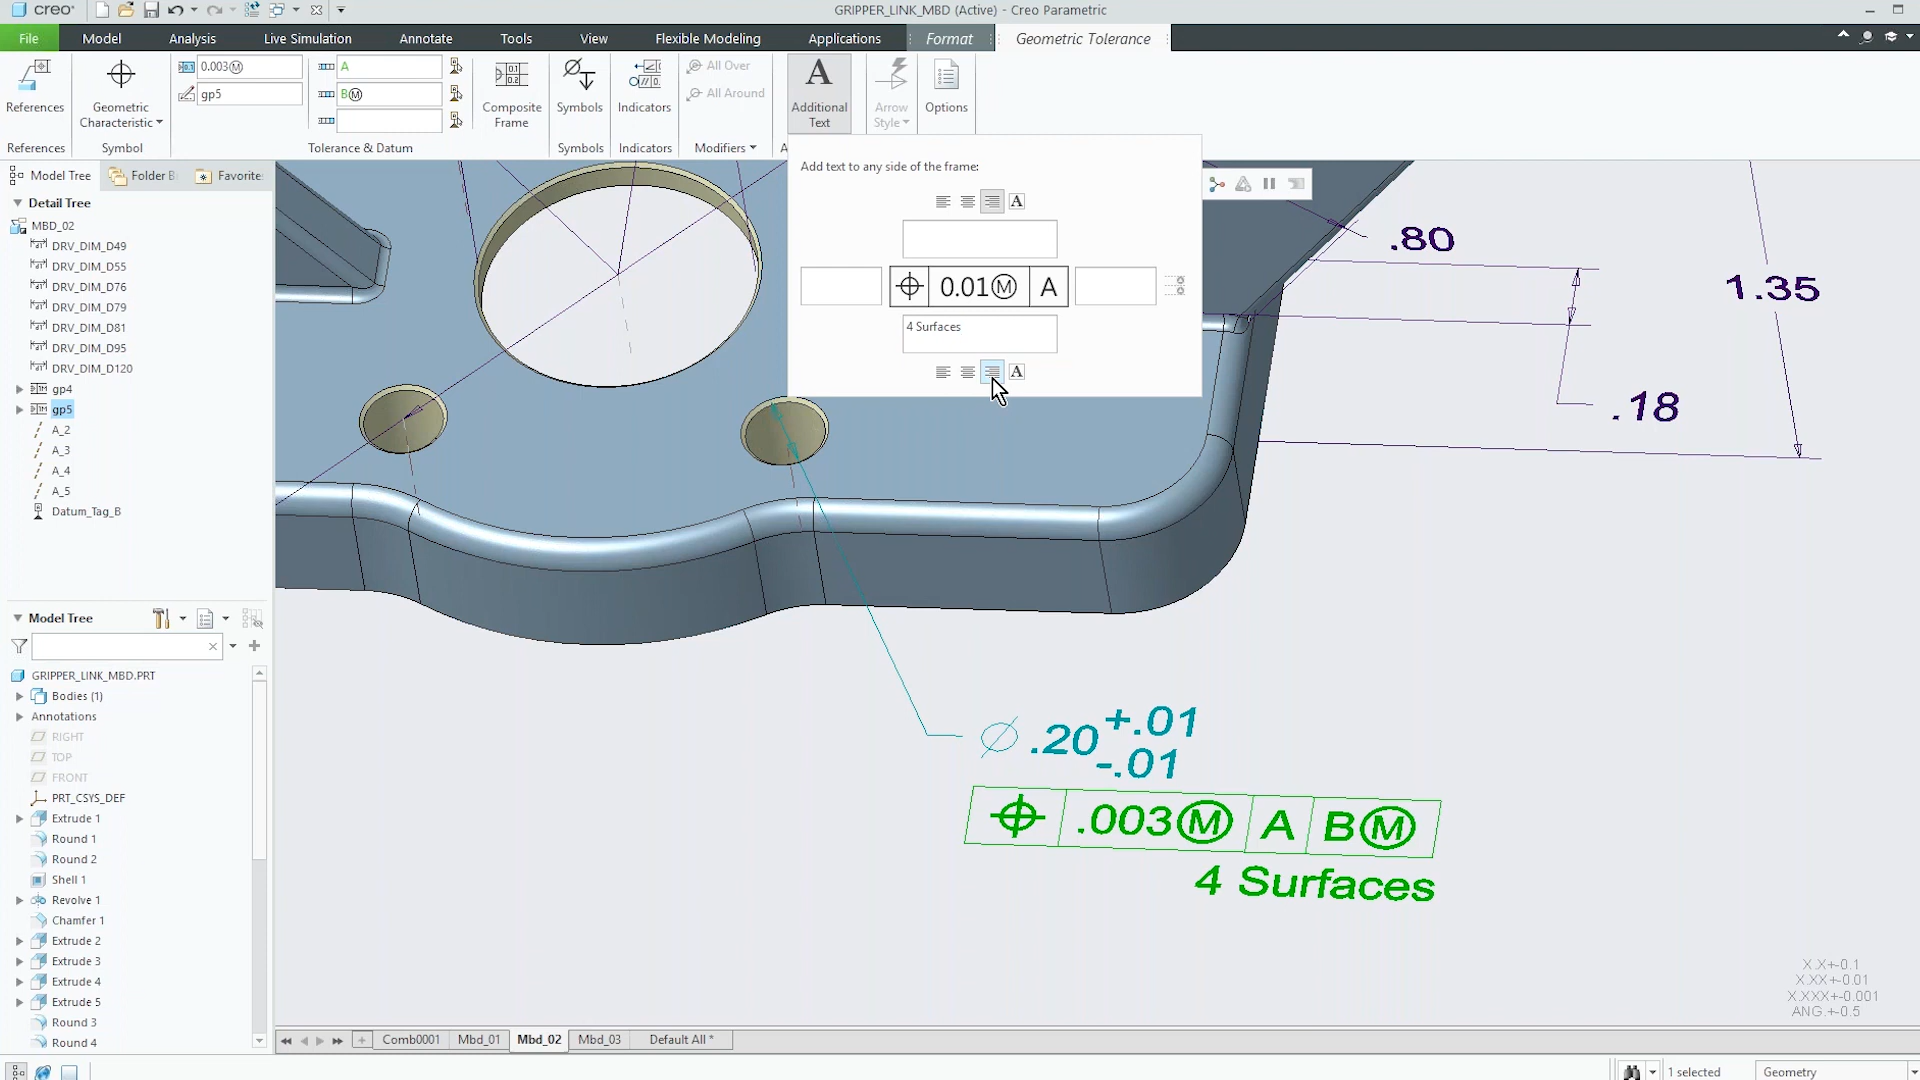 creo
GRIPPER_LINK_MBD (Active) - Creo Parametric
File
Model
Analysis
Live Simulation
Annotate
Tools
View
Flexible Modeling
Applications
Format
Geometric Tolerance
References
Geometric
Characteristic
0.003Ⓜ
gp5
A
BⓂ
Composite
Frame
Symbols
Indicators
All Over
All Around
Additional
Text
Arrow
Style
Options
References
Symbol
Tolerance & Datum
Symbols
Indicators
Modifiers
Model Tree
Folder B
Favorite
Detail Tree
MBD_02
DRV_DIM_D49
DRV_DIM_D55
DRV_DIM_D76
DRV_DIM_D79
DRV_DIM_D81
DRV_DIM_D95
DRV_DIM_D120
gp4
gp5
A_2
A_3
A_4
A_5
Datum_Tag_B
Model Tree
GRIPPER_LINK_MBD.PRT
Bodies (1)
Annotations
RIGHT
TOP
FRONT
PRT_CSYS_DEF
Extrude 1
Round 1
Round 2
Shell 1
Revolve 1
Chamfer 1
Extrude 2
Extrude 3
Extrude 4
Extrude 5
Round 3
Round 4
Add text to any side of the frame:
A
⌖ 0.01Ⓜ A
4 Surfaces
A
.80
1.35
.18
∅ .20 +.01
-.01
⌖ .003Ⓜ A BⓂ
4 Surfaces
X.X+-0.1
X.XX+-0.01
X.XXX+-0.001
ANG.+-0.5
Comb0001
Mbd_01
Mbd_02
Mbd_03
Default All *
1 selected
Geometry